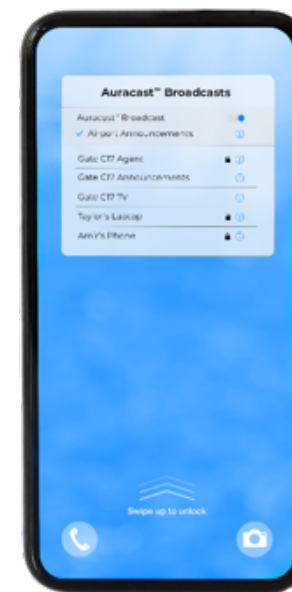 Auracast™ Broadcasts
Auracast™ Broadcast
Airport Announcements
Gate C17 Agent
Gate C17 Announcements
Gate C17 TV
Taylor's Laptop
Amir's Phone
Swipe up to unlock